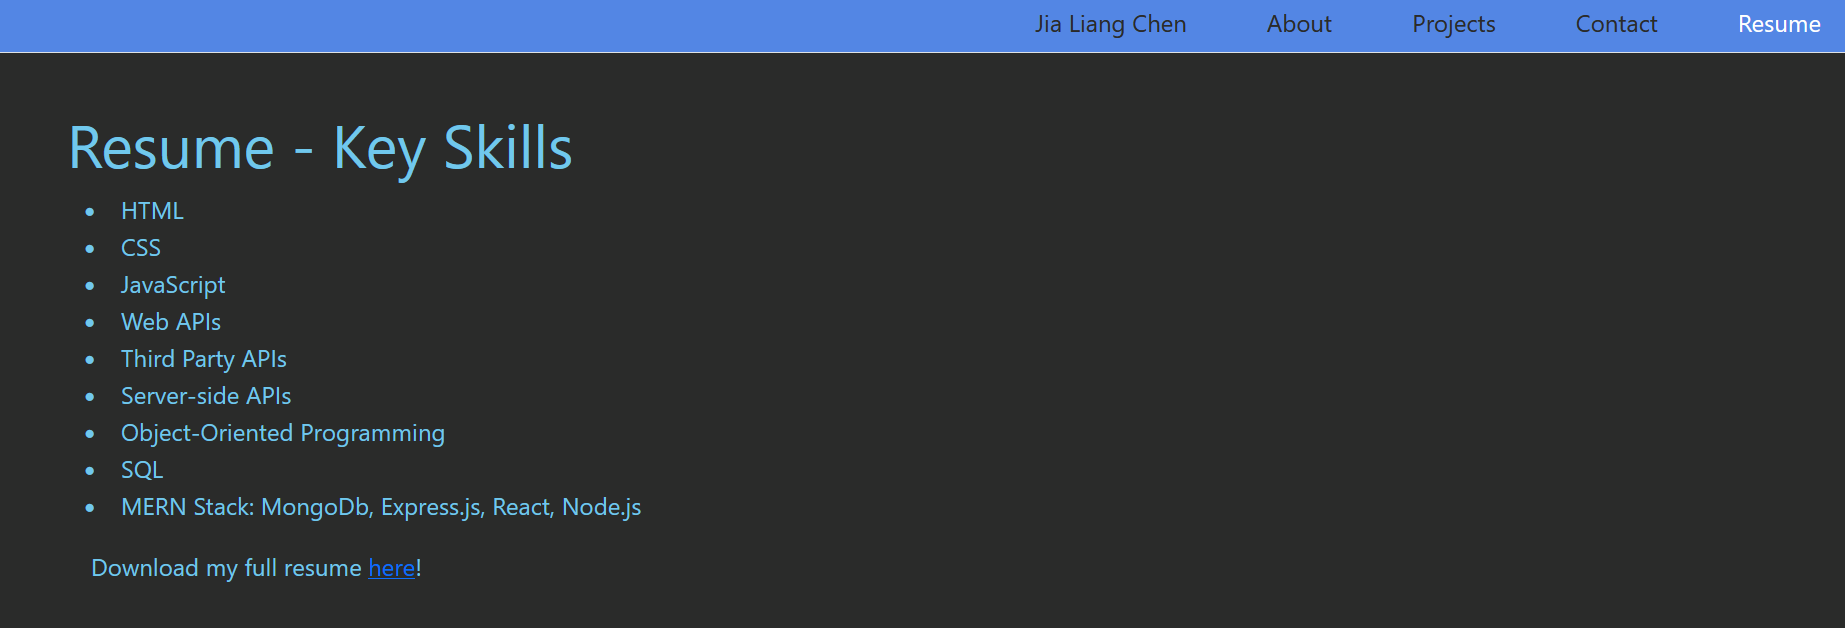 Jia Liang Chen About Projects Contact Resume
Resume - Key Skills
• HTML
• CSS
• JavaScript
• Web APIs
• Third Party APIs
• Server-side APIs
• Object-Oriented Programming
• SQL
• MERN Stack: MongoDb, Express.js, React, Node.js
Download my full resume here!